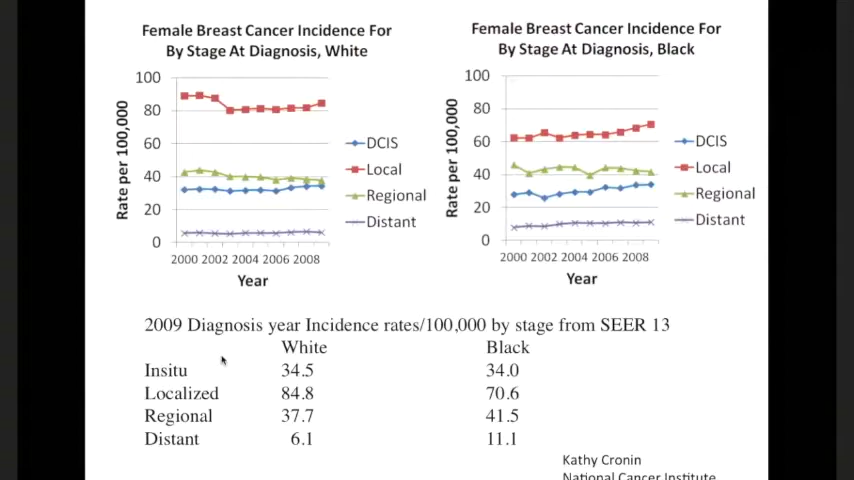 Female Breast Cancer Incidence For
By Stage At Diagnosis, White
Rate per 100,000
100
80
60
40
20
0
2000 2002 2004 2006 2008
Year
DCIS
Local
Regional
Distant
Female Breast Cancer Incidence For
By Stage At Diagnosis, Black
Rate per 100,000
100
80
60
40
20
0
2000 2002 2004 2006 2008
Year
DCIS
Local
Regional
Distant
2009 Diagnosis year Incidence rates/100,000 by stage from SEER 13
White Black
Insitu 34.5 34.0
Localized 84.8 70.6
Regional 37.7 41.5
Distant 6.1 11.1
Kathy Cronin
National Cancer Institute